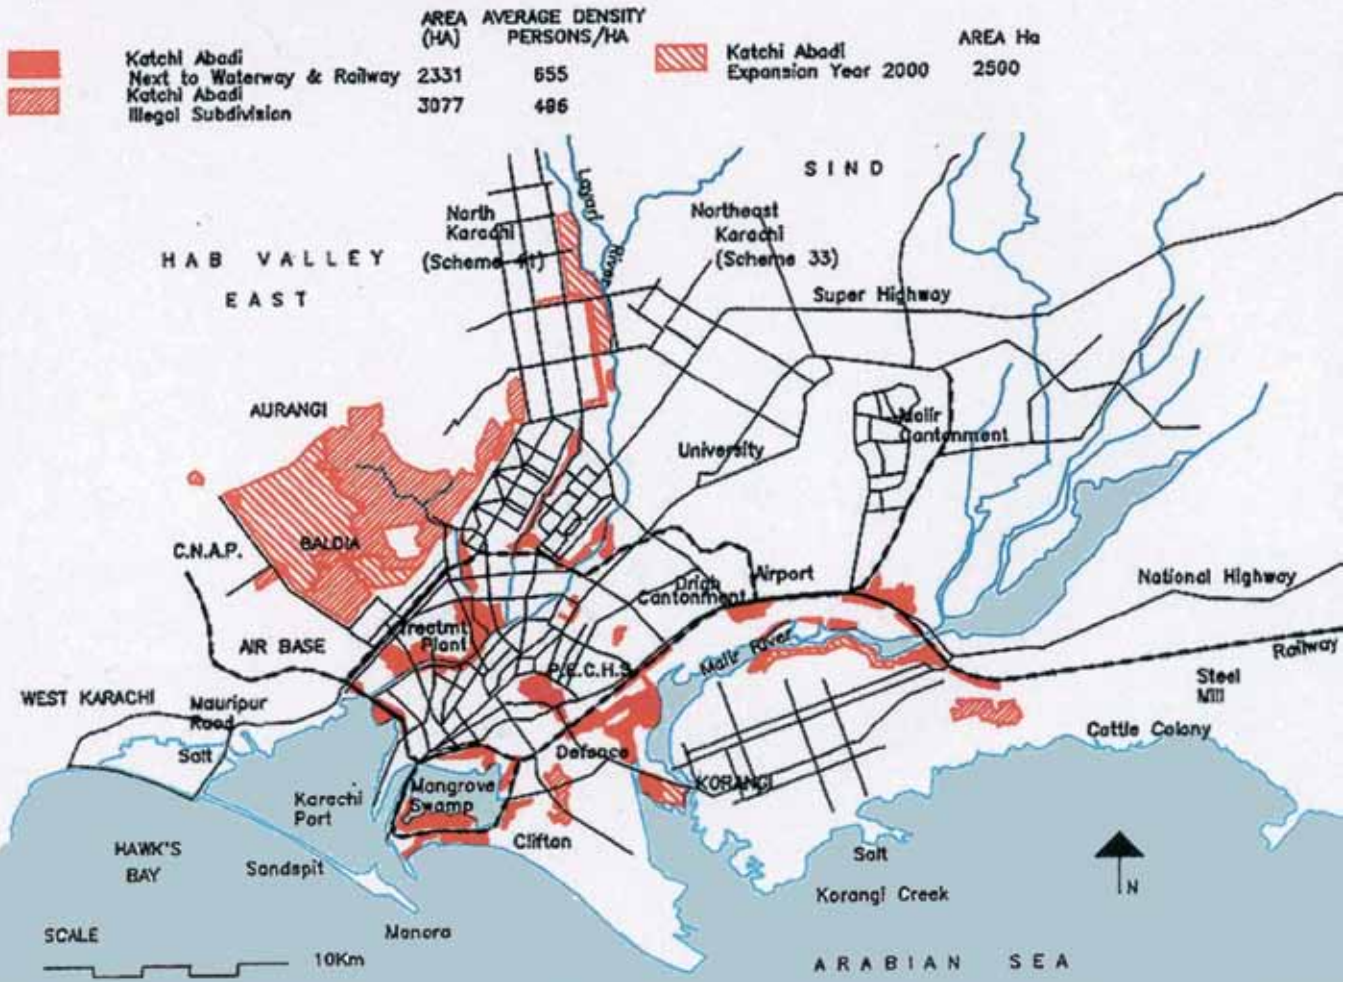 AREA AVERAGE DENSITY
(HA) PERSONS/HA
AREA Ha
Katchi Abadi
Next to Waterway & Railway 2331 655
Katchi Abadi
Expansion Year 2000 2500
Katchi Abadi
Illegal Subdivision 3077 496
SIND
Layari River
North
Karachi
(Scheme 41)
Northeast
Karachi
(Scheme 33)
HAB VALLEY
EAST
Super Highway
AURANGI
Malir
Cantonment
University
C.N.A.P.
BALDIA
Drigh
Cantonment
Airport
National Highway
AIR BASE
Treatmt
Plant
Malir River
Railway
P.E.C.H.S
WEST KARACHI
Mauripur
Road
Steel
Mill
Salt
Defence
Cattle Colony
KORANGI
Karachi
Port
Mangrove
Swamp
Clifton
HAWK'S
BAY
Sandspit
Salt
Korangi Creek
N
Manora
SCALE
10Km
ARABIAN SEA